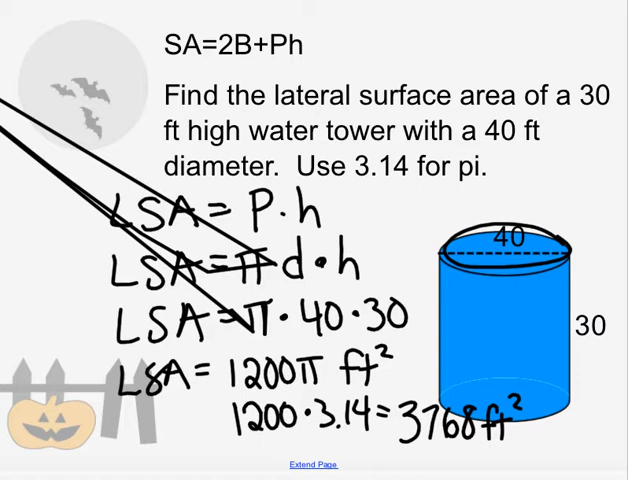 SA=2B+Ph
Find the lateral surface area of a 30
ft high water tower with a 40 ft
diameter. Use 3.14 for pi.
LSA = P·h
LSA = π d·h
40
LSA = π · 40 · 30
30
LSA = 1200π ft²
1200 · 3.14 = 3768 ft²
Extend Page